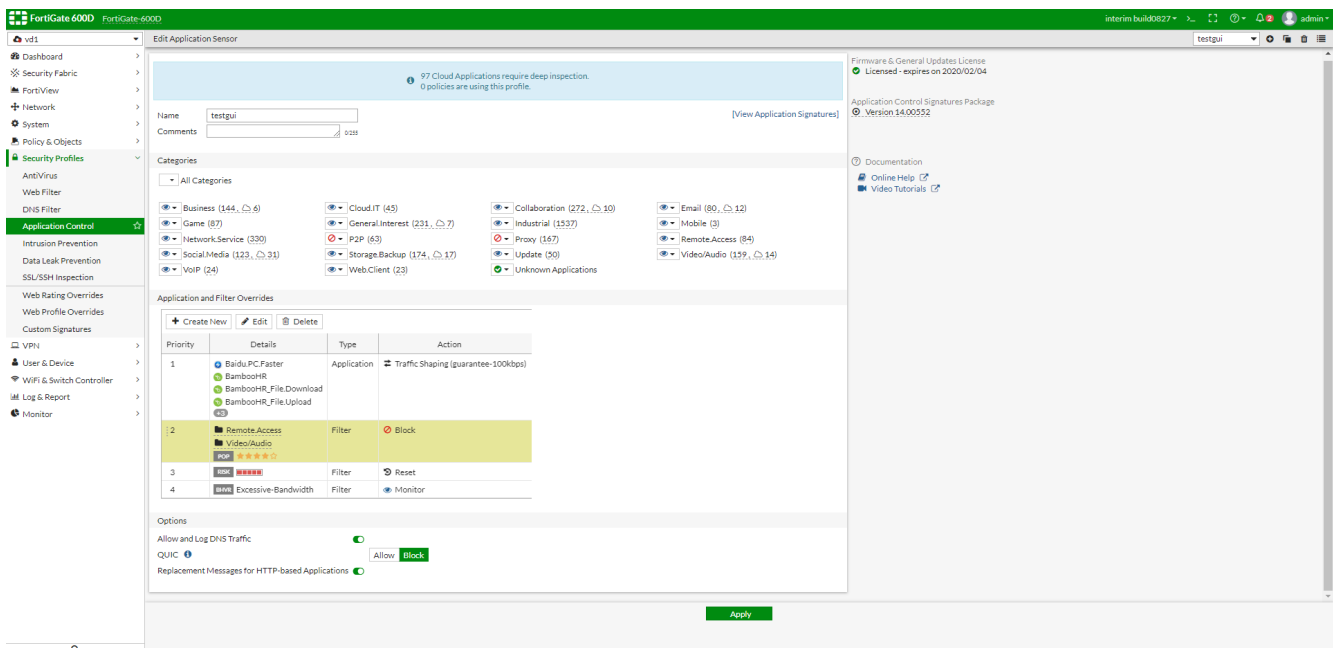 FortiGate 600D FortiGate-600D interim build0827 >_ 2 admin
vd1 Edit Application Sensor testgui
Dashboard
Security Fabric
FortiView
Network
System
Policy & Objects
Security Profiles
AntiVirus
Web Filter
DNS Filter
Application Control
Intrusion Prevention
Data Leak Prevention
SSL/SSH Inspection
Web Rating Overrides
Web Profile Overrides
Custom Signatures
VPN
User & Device
WiFi & Switch Controller
Log & Report
Monitor
97 Cloud Applications require deep inspection.
0 policies are using this profile.
Name testgui [View Application Signatures]
Comments 0/255
Categories
All Categories
Business (144, 6) Cloud.IT (45) Collaboration (272, 10) Email (80, 12)
Game (87) General.Interest (231, 7) Industrial (1537) Mobile (3)
Network.Service (330) P2P (63) Proxy (167) Remote.Access (84)
Social.Media (123, 31) Storage.Backup (174, 17) Update (50) Video/Audio (159, 14)
VoIP (24) Web.Client (23) Unknown Applications
Application and Filter Overrides
Create New Edit Delete
Priority Details Type Action
1 Baidu.PC.Faster Application Traffic Shaping (guarantee-100kbps)
BambooHR
BambooHR_File.Download
BambooHR_File.Upload
+3
2 Remote.Access Filter Block
Video/Audio
POP
3 RISK Filter Reset
4 BHVR Excessive-Bandwidth Filter Monitor
Options
Allow and Log DNS Traffic
QUIC Allow Block
Replacement Messages for HTTP-based Applications
Apply
Firmware & General Updates License
Licensed - expires on 2020/02/04
Application Control Signatures Package
Version 14.00552
Documentation
Online Help
Video Tutorials